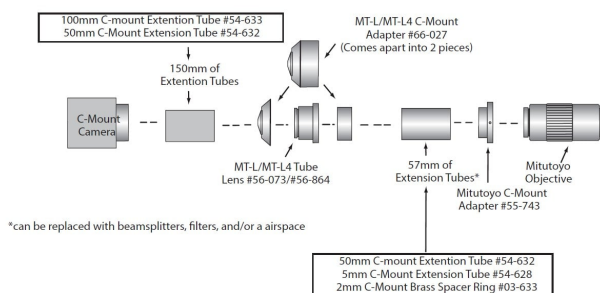 100mm C-mount Extention Tube #54-633
50mm C-Mount Extension Tube #54-632
MT-L/MT-L4 C-Mount
Adapter #66-027
(Comes apart into 2 pieces)
150mm of
Extention Tubes
C-Mount
Camera
MT-L/MT-L4 Tube
Lens #56-073/#56-864
57mm of
Extension Tubes*
Mitutoyo
Objective
Mitutoyo C-Mount
Adapter #55-743
*can be replaced with beamsplitters, filters, and/or a airspace
50mm C-mount Extention Tube #54-632
5mm C-Mount Extension Tube #54-628
2mm C-Mount Brass Spacer Ring #03-633